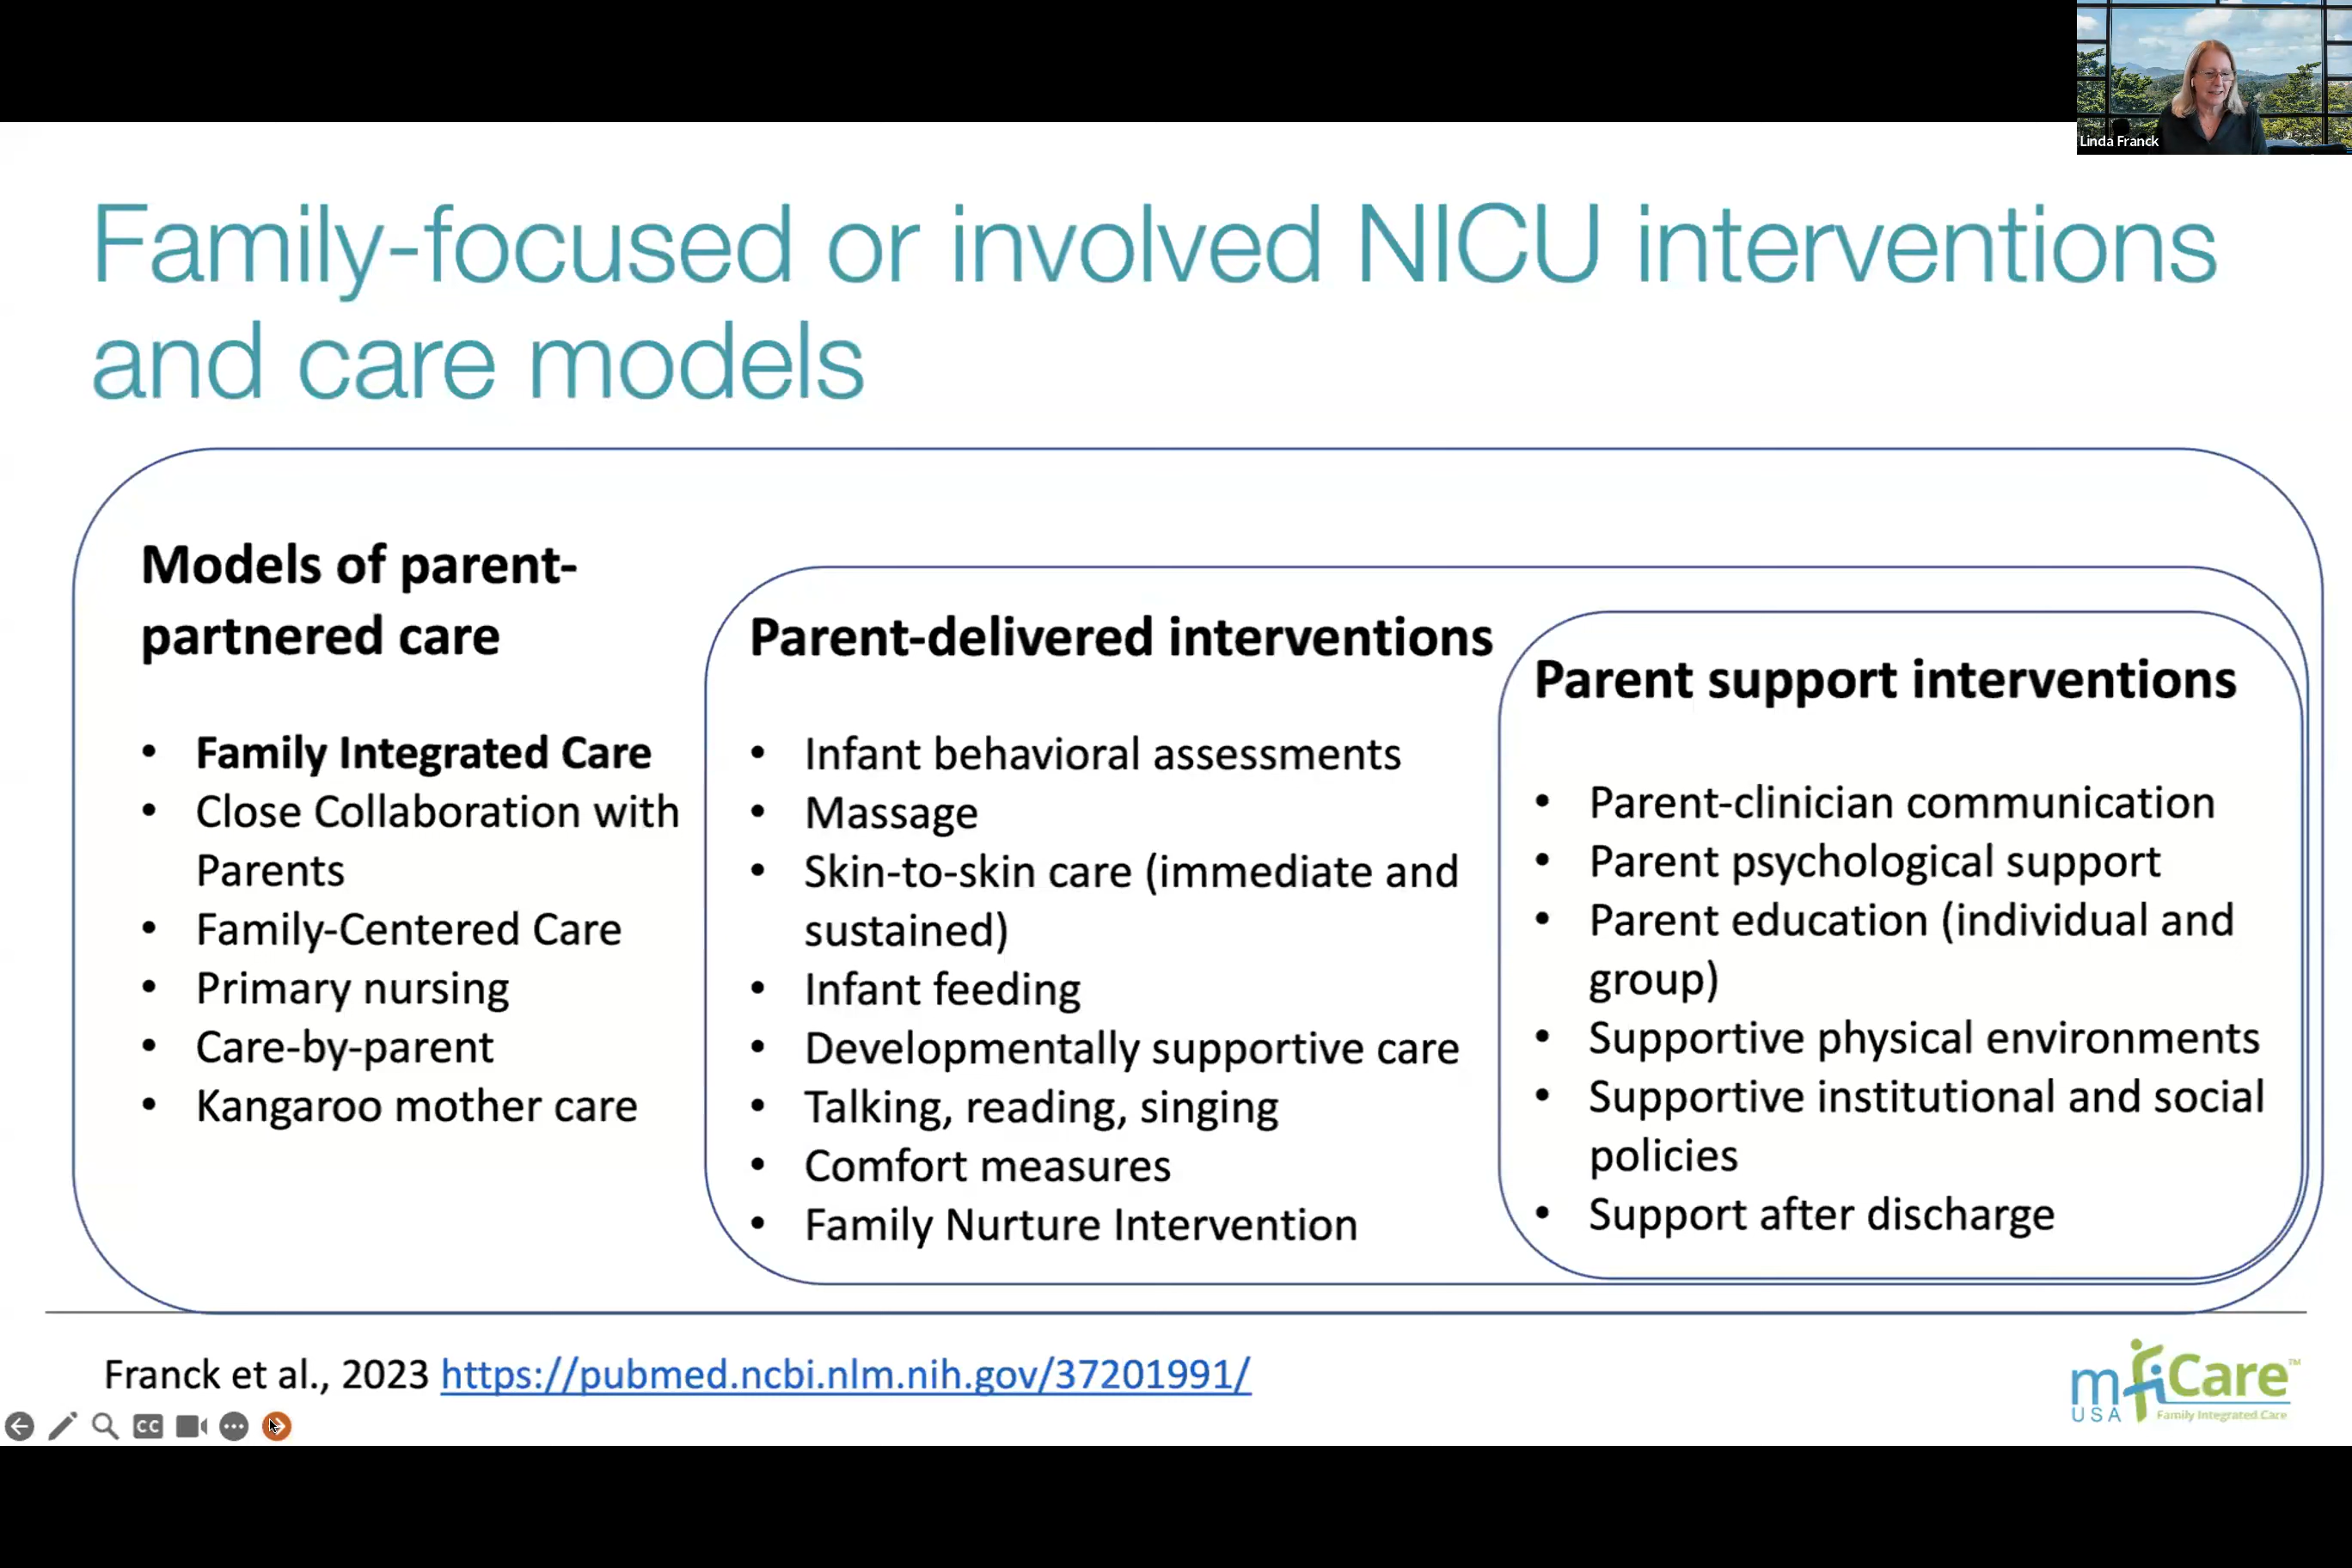 Linda Franck
Family-focused or involved NICU interventions
and care models
Models of parent-
partnered care
• Family Integrated Care
• Close Collaboration with
Parents
• Family-Centered Care
• Primary nursing
• Care-by-parent
• Kangaroo mother care
Parent-delivered interventions
• Infant behavioral assessments
• Massage
• Skin-to-skin care (immediate and
sustained)
• Infant feeding
• Developmentally supportive care
• Talking, reading, singing
• Comfort measures
• Family Nurture Intervention
Parent support interventions
• Parent-clinician communication
• Parent psychological support
• Parent education (individual and
group)
• Supportive physical environments
• Supportive institutional and social
policies
• Support after discharge
Franck et al., 2023 https://pubmed.ncbi.nlm.nih.gov/37201991/
mfiCare™
USA Family Integrated Care
CC